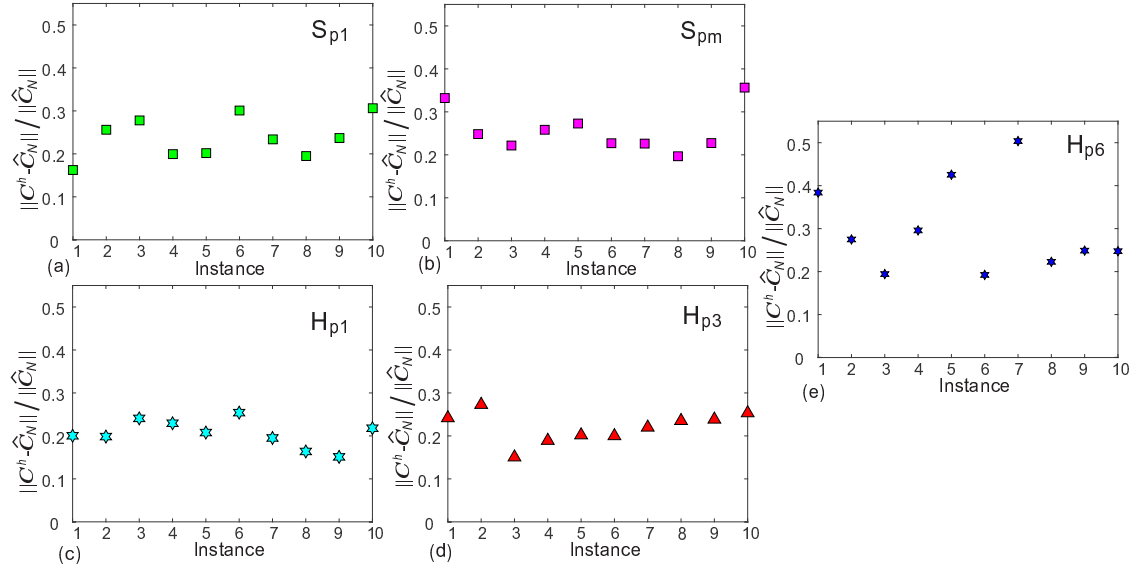 S_p1
0.5
0.4
0.3
0.2
0.1
0
||C^h-Ĉ_N|| / ||Ĉ_N||
1 2 3 4 5 6 7 8 9 10
(a) Instance
S_pm
0.5
0.4
0.3
0.2
0.1
0
||C^h-Ĉ_N|| / ||Ĉ_N||
1 2 3 4 5 6 7 8 9 10
(b) Instance
H_p1
0.5
0.4
0.3
0.2
0.1
0
||C^h-Ĉ_N|| / ||Ĉ_N||
1 2 3 4 5 6 7 8 9 10
(c) Instance
H_p3
0.5
0.4
0.3
0.2
0.1
0
||C^h-Ĉ_N|| / ||Ĉ_N||
1 2 3 4 5 6 7 8 9 10
(d) Instance
H_p6
0.5
0.4
0.3
0.2
0.1
0
||C^h-Ĉ_N|| / ||Ĉ_N||
1 2 3 4 5 6 7 8 9 10
(e) Instance